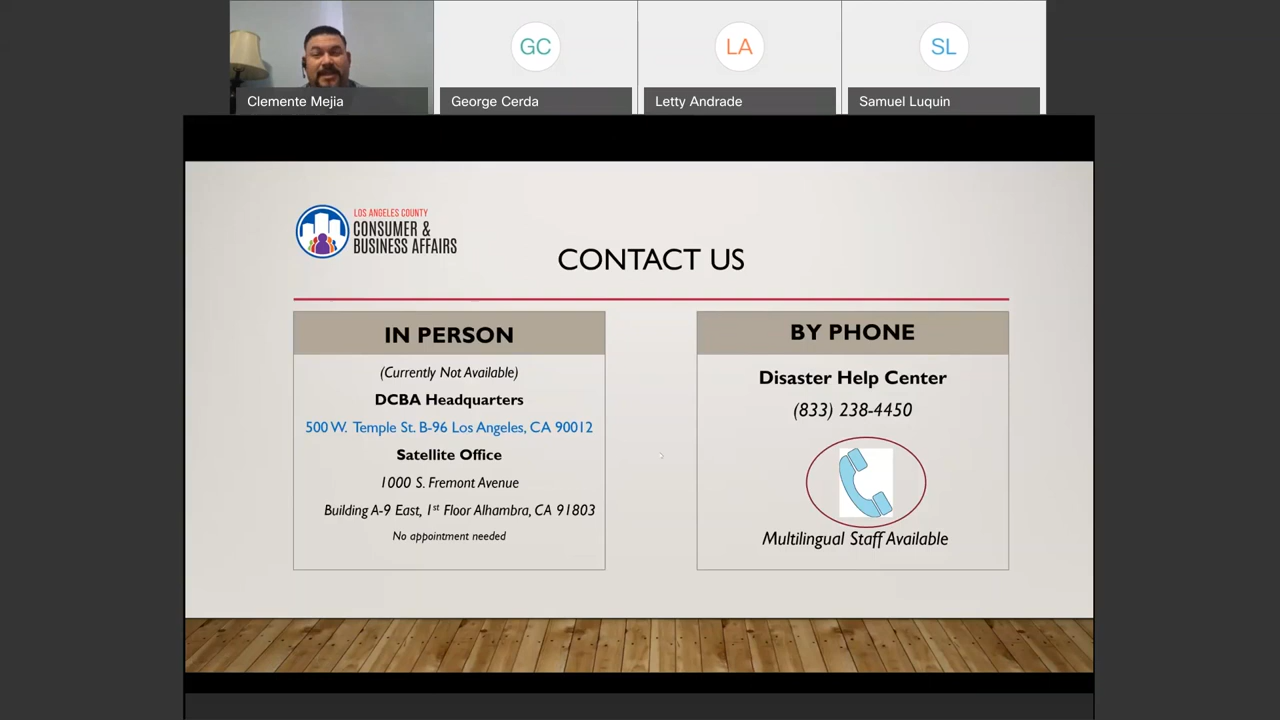 GC
LA
SL
Clemente Mejia
George Cerda
Letty Andrade
Samuel Luquin
LOS ANGELES COUNTY
CONSUMER &
BUSINESS AFFAIRS
CONTACT US
IN PERSON
(Currently Not Available)
DCBA Headquarters
500 W. Temple St. B-96 Los Angeles, CA 90012
Satellite Office
1000 S. Fremont Avenue
Building A-9 East, 1st Floor Alhambra, CA 91803
No appointment needed
BY PHONE
Disaster Help Center
(833) 238-4450
Multilingual Staff Available